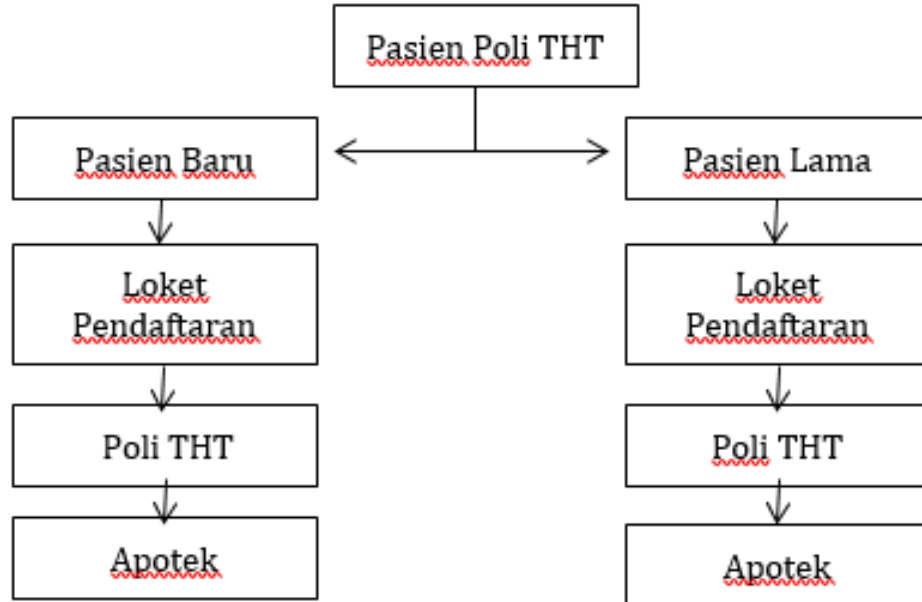 Pasien Poli THT
Pasien Baru
Pasien Lama
Loket
Pendaftaran
Loket
Pendaftaran
Poli THT
Poli THT
Apotek
Apotek